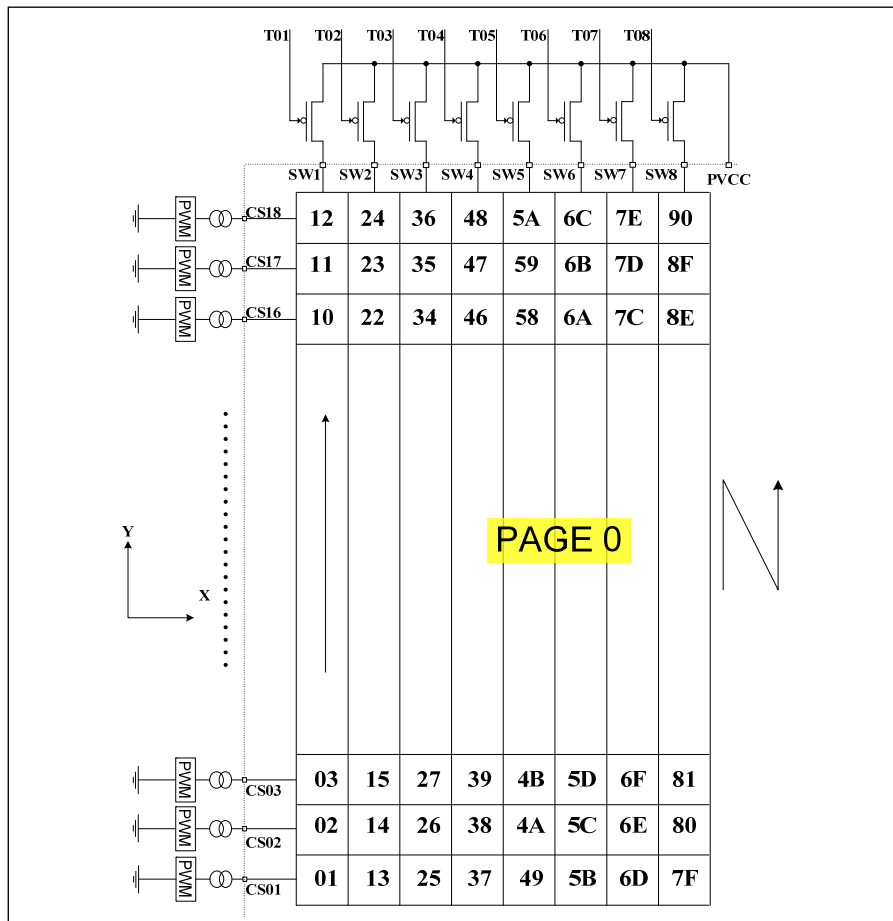 T01 T02 T03 T04 T05 T06 T07 T08
SW1 SW2 SW3 SW4 SW5 SW6 SW7 SW8 PVCC
PWM CS18 12 24 36 48 5A 6C 7E 90
PWM CS17 11 23 35 47 59 6B 7D 8F
PWM CS16 10 22 34 46 58 6A 7C 8E
PAGE 0
Y
X
PWM CS03 03 15 27 39 4B 5D 6F 81
PWM CS02 02 14 26 38 4A 5C 6E 80
PWM CS01 01 13 25 37 49 5B 6D 7F